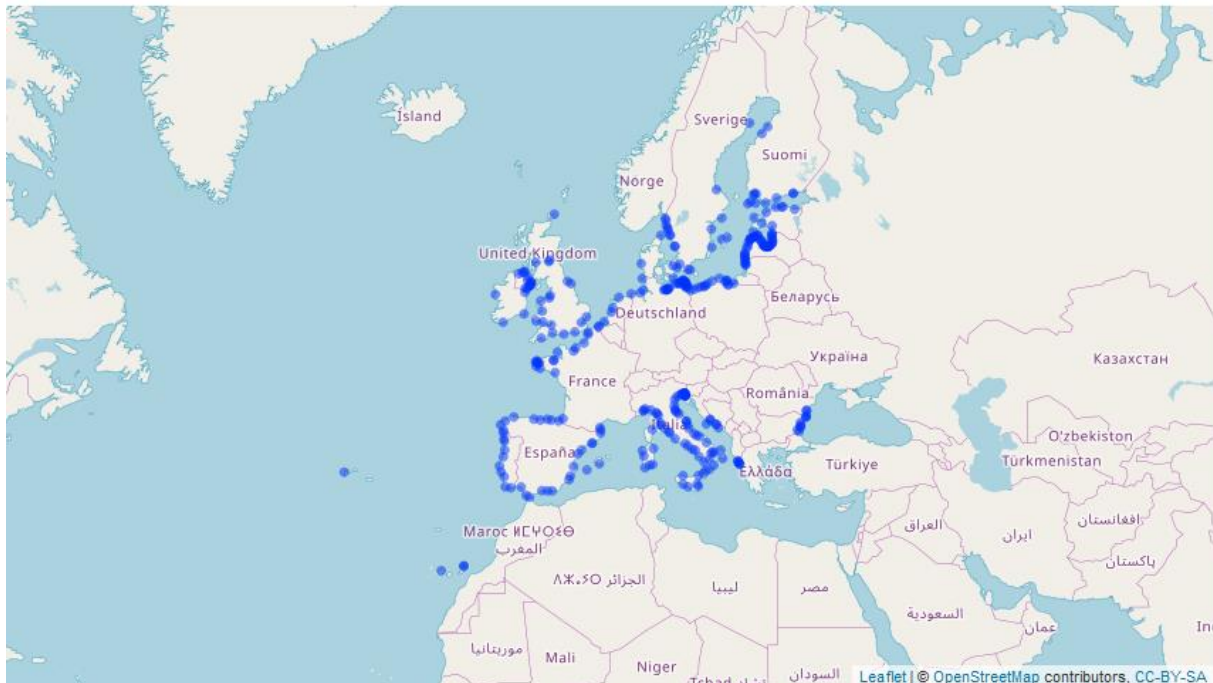 Ísland
Sverige
Suomi
Norge
United Kingdom
Беларусь
Deutschland
Україна
Казахстан
France
România
Italia
O'zbekiston
España
Türkiye
Türkmenistan
Ελλάδα
افغانستان
العراق
ایران
Maroc ⵍⵎⵖⵔⵉⴱ
المغرب
پاکستان
الجزائر
ليبيا
مصر
السعودية
عمان
موريتانيا
Mali
Niger
السودان
Leaflet | © OpenStreetMap contributors, CC-BY-SA